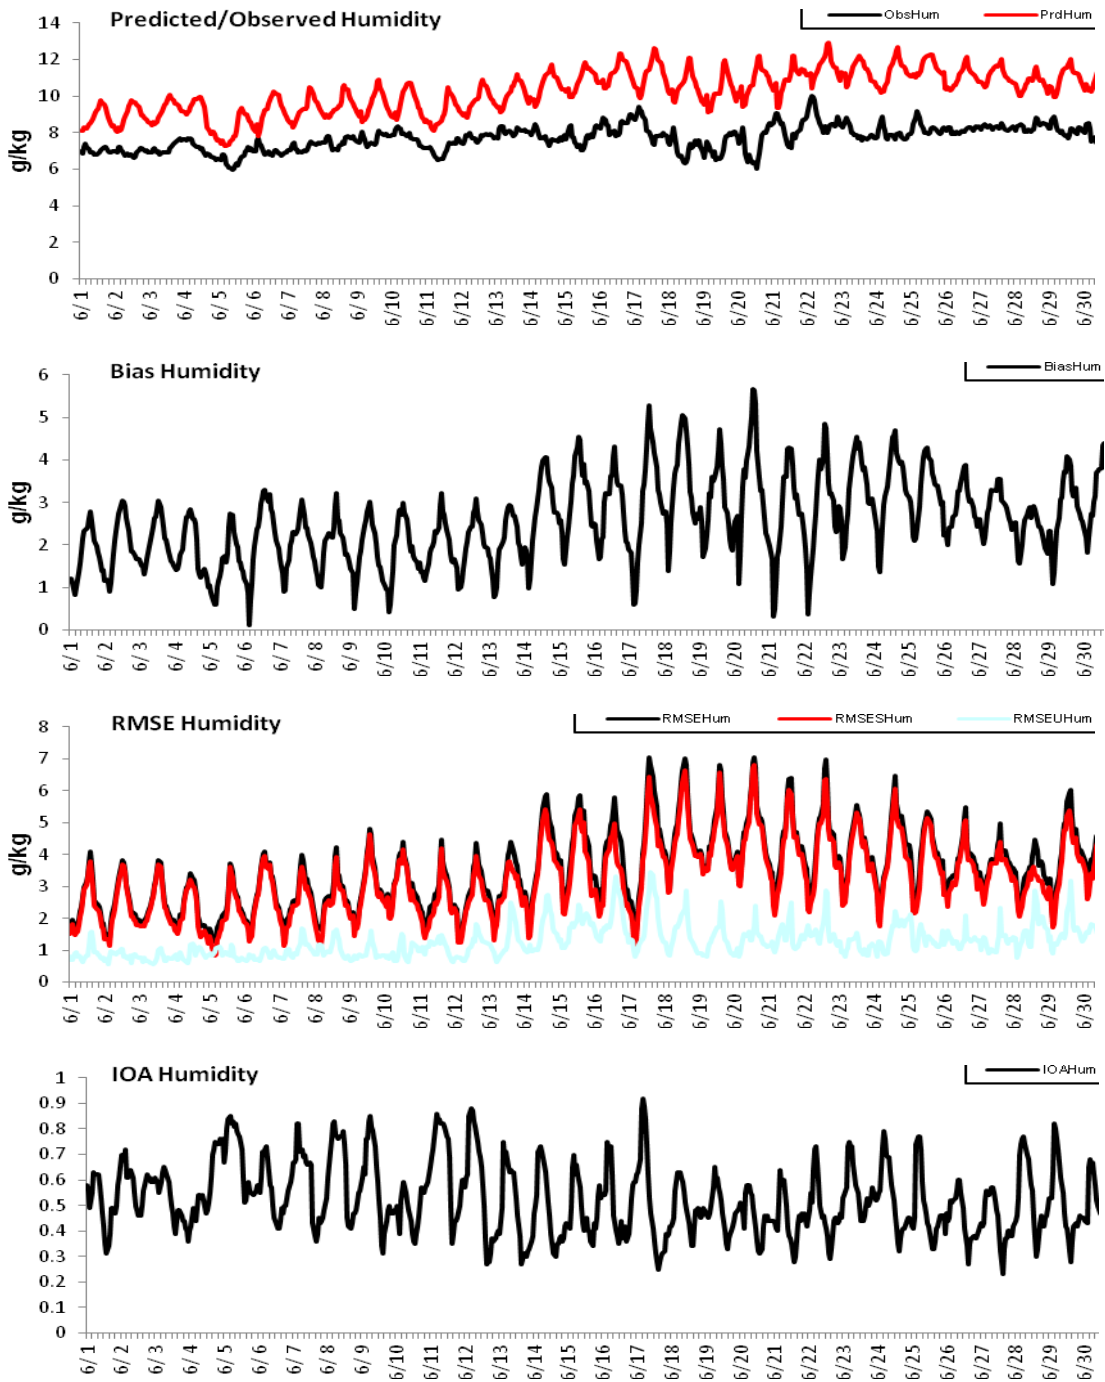 Predicted/Observed Humidity
ObsHum PrdHum
14
12
10
8
6
4
2
0
g/kg
6/1 6/2 6/3 6/4 6/5 6/6 6/7 6/8 6/9 6/10 6/11 6/12 6/13 6/14 6/15 6/16 6/17 6/18 6/19 6/20 6/21 6/22 6/23 6/24 6/25 6/26 6/27 6/28 6/29 6/30
Bias Humidity
BiasHum
6
5
4
3
2
1
0
g/kg
6/1 6/2 6/3 6/4 6/5 6/6 6/7 6/8 6/9 6/10 6/11 6/12 6/13 6/14 6/15 6/16 6/17 6/18 6/19 6/20 6/21 6/22 6/23 6/24 6/25 6/26 6/27 6/28 6/29 6/30
RMSE Humidity
RMSEHum RMSESHum RMSEUHum
8
7
6
5
4
3
2
1
0
g/kg
6/1 6/2 6/3 6/4 6/5 6/6 6/7 6/8 6/9 6/10 6/11 6/12 6/13 6/14 6/15 6/16 6/17 6/18 6/19 6/20 6/21 6/22 6/23 6/24 6/25 6/26 6/27 6/28 6/29 6/30
IOA Humidity
IOAHum
1
0.9
0.8
0.7
0.6
0.5
0.4
0.3
0.2
0.1
0
6/1 6/2 6/3 6/4 6/5 6/6 6/7 6/8 6/9 6/10 6/11 6/12 6/13 6/14 6/15 6/16 6/17 6/18 6/19 6/20 6/21 6/22 6/23 6/24 6/25 6/26 6/27 6/28 6/29 6/30